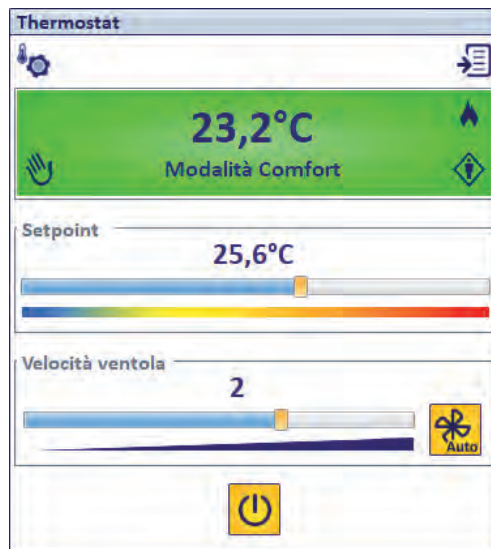 Thermostat
23,2°C
Modalità Comfort
Setpoint
25,6°C
Velocità ventola
2
Auto